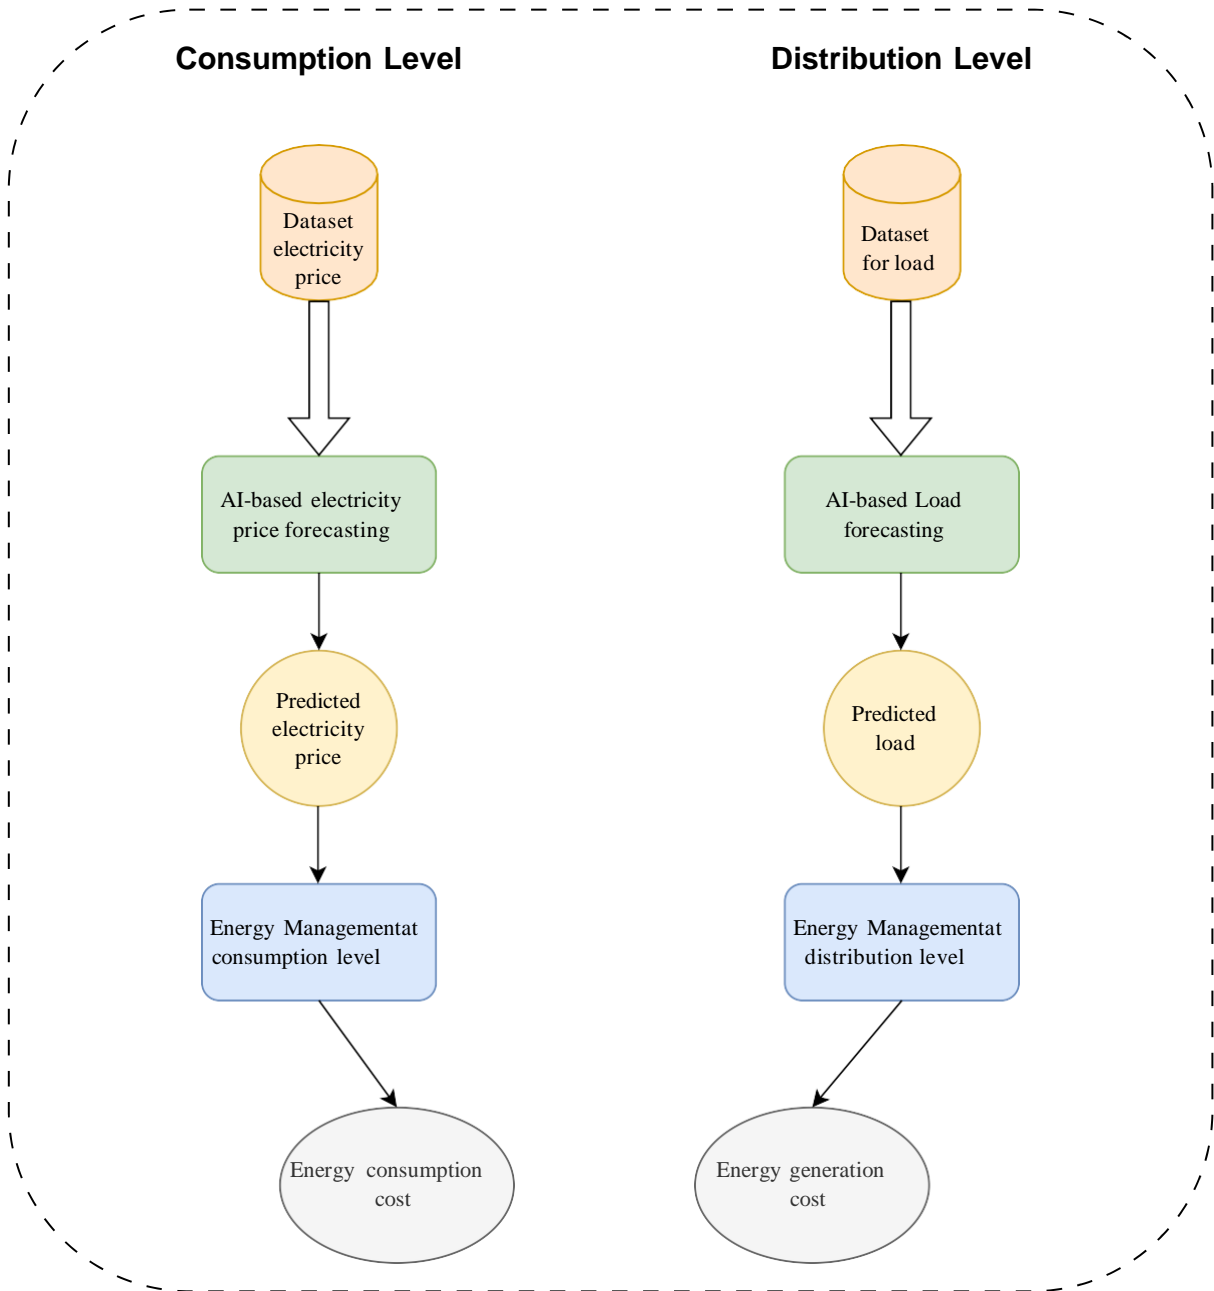 Consumption Level
Distribution Level
Dataset
electricity
price
Dataset
for load
AI-based electricity
price forecasting
AI-based Load
forecasting
Predicted
electricity
price
Predicted
load
Energy Managementat
consumption level
Energy Managementat
distribution level
Energy consumption
cost
Energy generation
cost